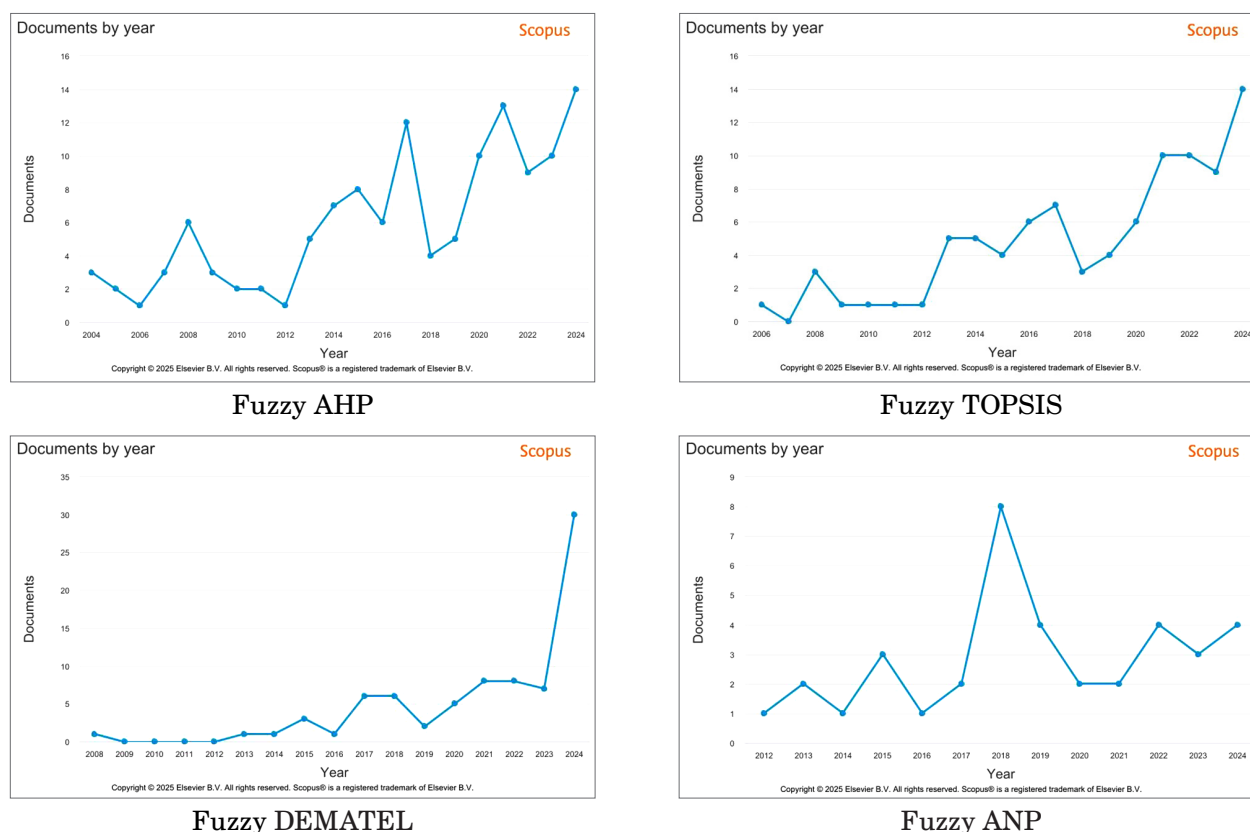 Documents by year
Scopus
16
14
12
10
8
6
4
2
0
Documents
2004 2006 2008 2010 2012 2014 2016 2018 2020 2022 2024
Year
Copyright © 2025 Elsevier B.V. All rights reserved. Scopus® is a registered trademark of Elsevier B.V.
Fuzzy AHP
Documents by year
Scopus
16
14
12
10
8
6
4
2
0
Documents
2006 2008 2010 2012 2014 2016 2018 2020 2022 2024
Year
Copyright © 2025 Elsevier B.V. All rights reserved. Scopus® is a registered trademark of Elsevier B.V.
Fuzzy TOPSIS
Documents by year
Scopus
35
30
25
20
15
10
5
0
Documents
2008 2009 2010 2011 2012 2013 2014 2015 2016 2017 2018 2019 2020 2021 2022 2023 2024
Year
Copyright © 2025 Elsevier B.V. All rights reserved. Scopus® is a registered trademark of Elsevier B.V.
Fuzzy DEMATEL
Documents by year
Scopus
9
8
7
6
5
4
3
2
1
0
Documents
2012 2013 2014 2015 2016 2017 2018 2019 2020 2021 2022 2023 2024
Year
Copyright © 2025 Elsevier B.V. All rights reserved. Scopus® is a registered trademark of Elsevier B.V.
Fuzzy ANP